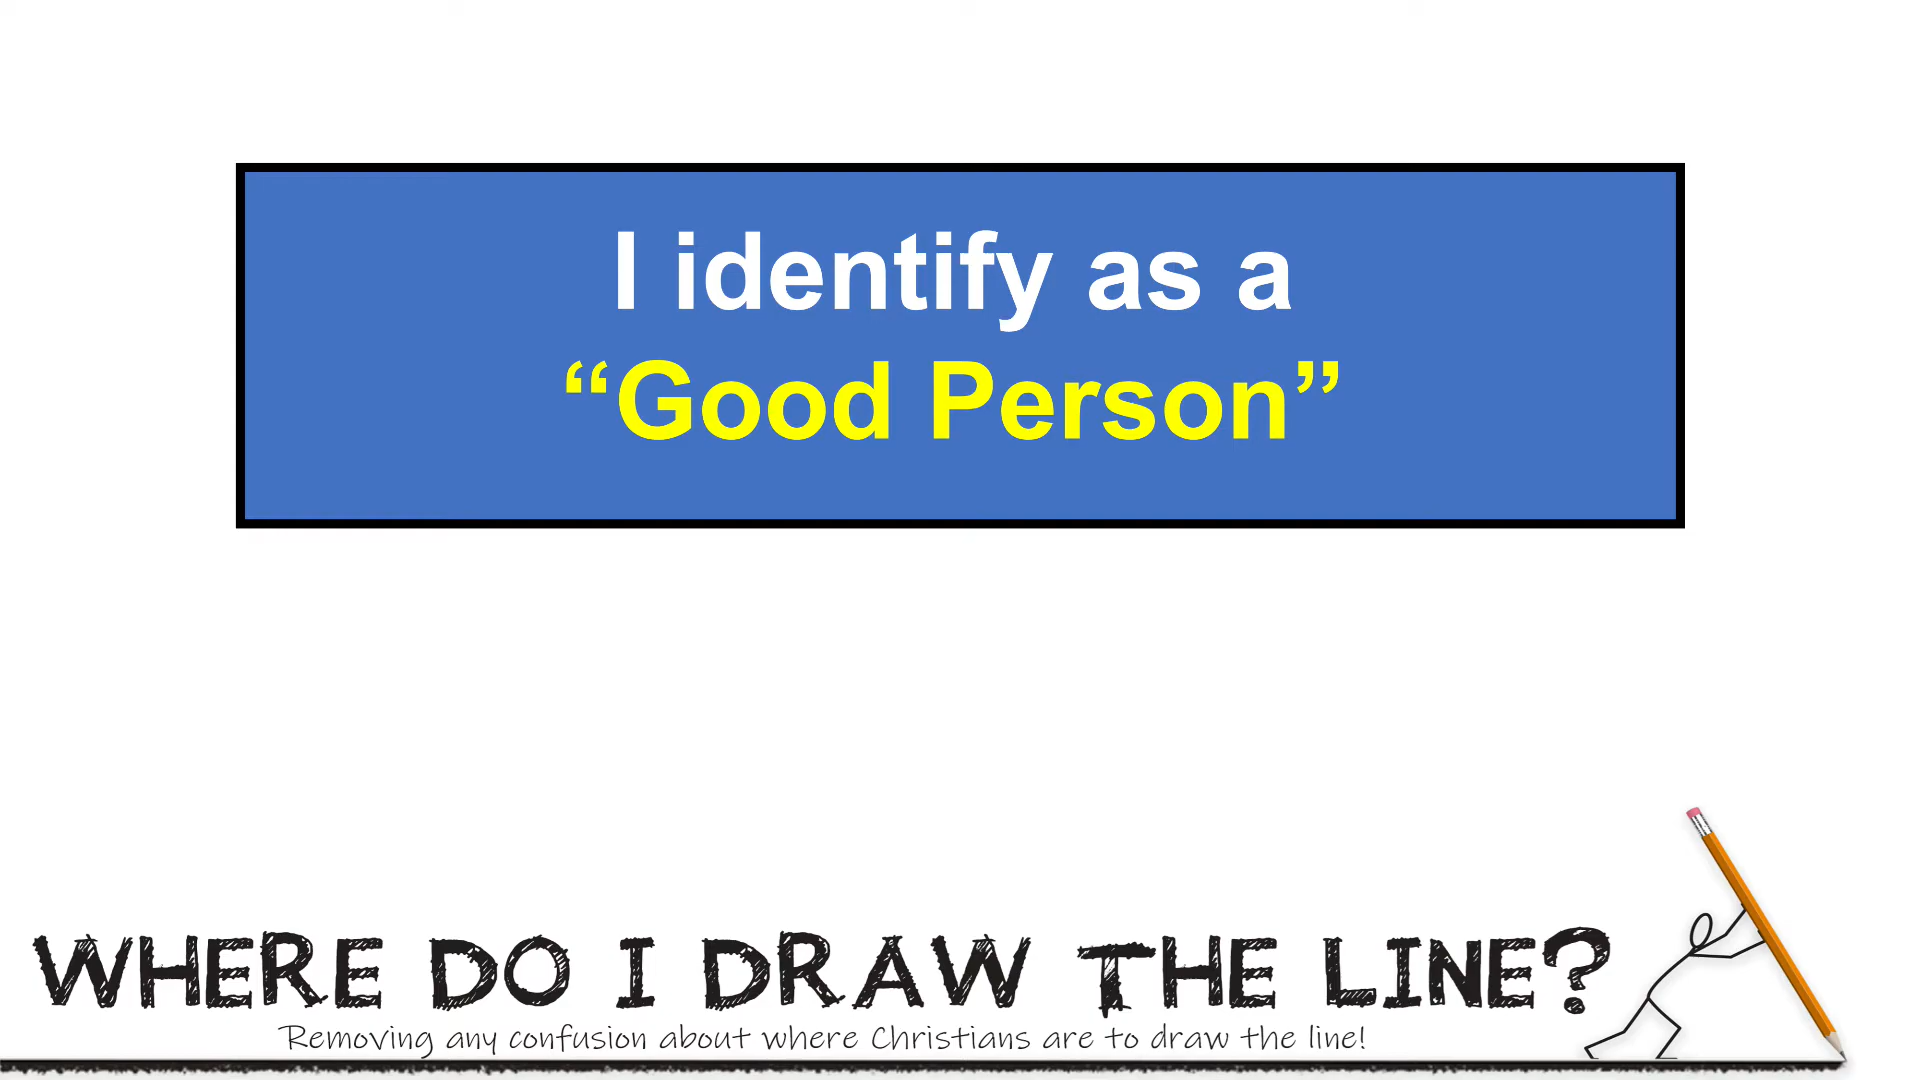 I identify as a
“Good Person”
WHERE DO I DRAW THE LINE?
Removing any confusion about where Christians are to draw the line!